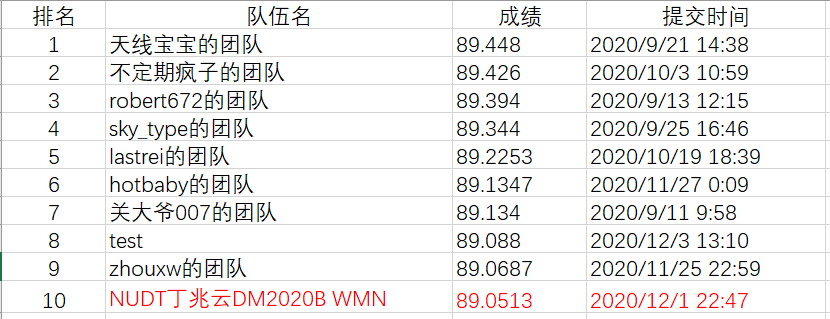 排名 队伍名 成绩 提交时间
1 天线宝宝的团队 89.448 2020/9/21 14:38
2 不定期疯子的团队 89.426 2020/10/3 10:59
3 robert672的团队 89.394 2020/9/13 12:15
4 sky_type的团队 89.344 2020/9/25 16:46
5 lastrei的团队 89.2253 2020/10/19 18:39
6 hotbaby的团队 89.1347 2020/11/27 0:09
7 关大爷007的团队 89.134 2020/9/11 9:58
8 test 89.088 2020/12/3 13:10
9 zhouxw的团队 89.0687 2020/11/25 22:59
10 NUDT丁兆云DM2020B WMN 89.0513 2020/12/1 22:47